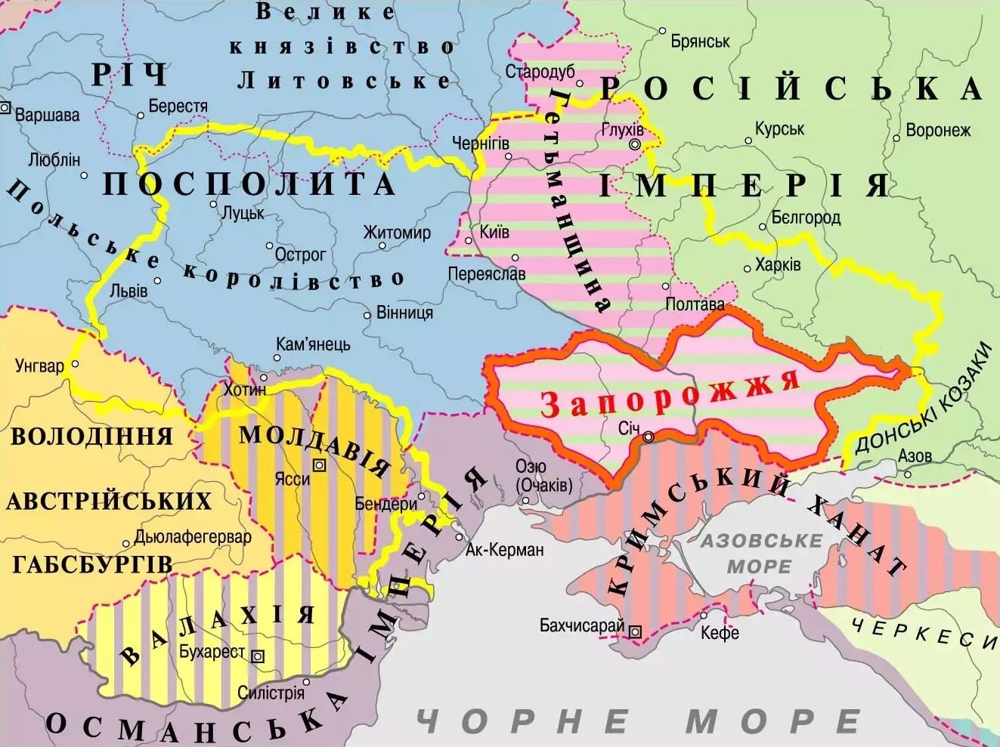 Велике
князівство
Литовське
РІЧ
ПОСПОЛИТА
Польське королівство
Варшава
Берестя
Люблін
Луцьк
Острог
Житомир
Львів
Вінниця
Кам'янець
Хотин
Унгвар
Брянськ
Стародуб
РОСІЙСЬКА
ІМПЕРІЯ
Гетьманщина
Глухів
Чернігів
Курськ
Воронеж
Бєлгород
Харків
Київ
Переяслав
Полтава
Запорожжя
Січ
ДОНСЬКІ КОЗАКИ
Азов
ВОЛОДІННЯ
АВСТРІЙСЬКИХ
ГАБСБУРГІВ
Дьюлафегервар
МОЛДАВІЯ
Ясси
Бендери
Озю
(Очаків)
Ак-Керман
КРИМСЬКИЙ ХАНАТ
АЗОВСЬКЕ
МОРЕ
Бахчисарай
Кефе
ЧЕРКЕСИ
ВАЛАХІЯ
Бухарест
Силістрія
ОСМАНСЬКА ІМПЕРІЯ
ЧОРНЕ МОРЕ